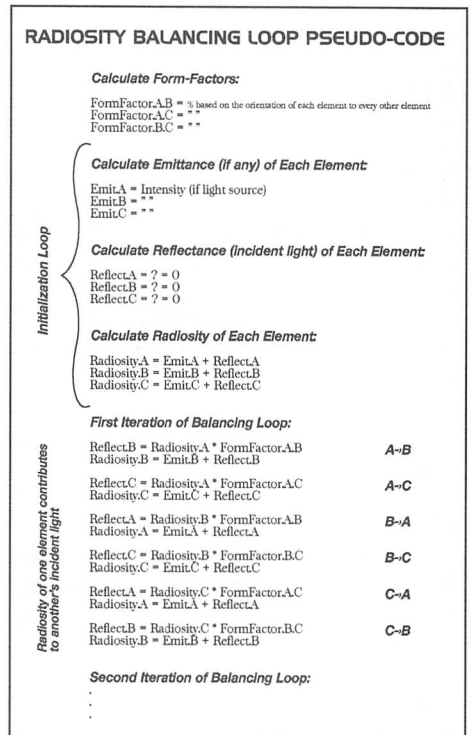 RADIOSITY BALANCING LOOP PSEUDO-CODE
Calculate Form-Factors:
FormFactor.A.B = % based on the orientation of each element to every other element
FormFactor.A.C = " "
FormFactor.B.C = " "
Initialization Loop
Calculate Emittance (if any) of Each Element:
Emit.A = Intensity (if light source)
Emit.B = " "
Emit.C = " "
Calculate Reflectance (incident light) of Each Element:
Reflect.A = ? = 0
Reflect.B = ? = 0
Reflect.C = ? = 0
Calculate Radiosity of Each Element:
Radiosity.A = Emit.A + Reflect.A
Radiosity.B = Emit.B + Reflect.B
Radiosity.C = Emit.C + Reflect.C
Radiosity of one element contributes
to another's incident light
First Iteration of Balancing Loop:
Reflect.B = Radiosity.A * FormFactor.A.B A→B
Radiosity.B = Emit.B + Reflect.B
Reflect.C = Radiosity.A * FormFactor.A.C A→C
Radiosity.C = Emit.C + Reflect.C
Reflect.A = Radiosity.B * FormFactor.A.B B→A
Radiosity.A = Emit.A + Reflect.A
Reflect.C = Radiosity.B * FormFactor.B.C B→C
Radiosity.C = Emit.C + Reflect.C
Reflect.A = Radiosity.C * FormFactor.A.C C→A
Radiosity.A = Emit.A + Reflect.A
Reflect.B = Radiosity.C * FormFactor.B.C C→B
Radiosity.B = Emit.B + Reflect.B
Second Iteration of Balancing Loop:
.
.
.